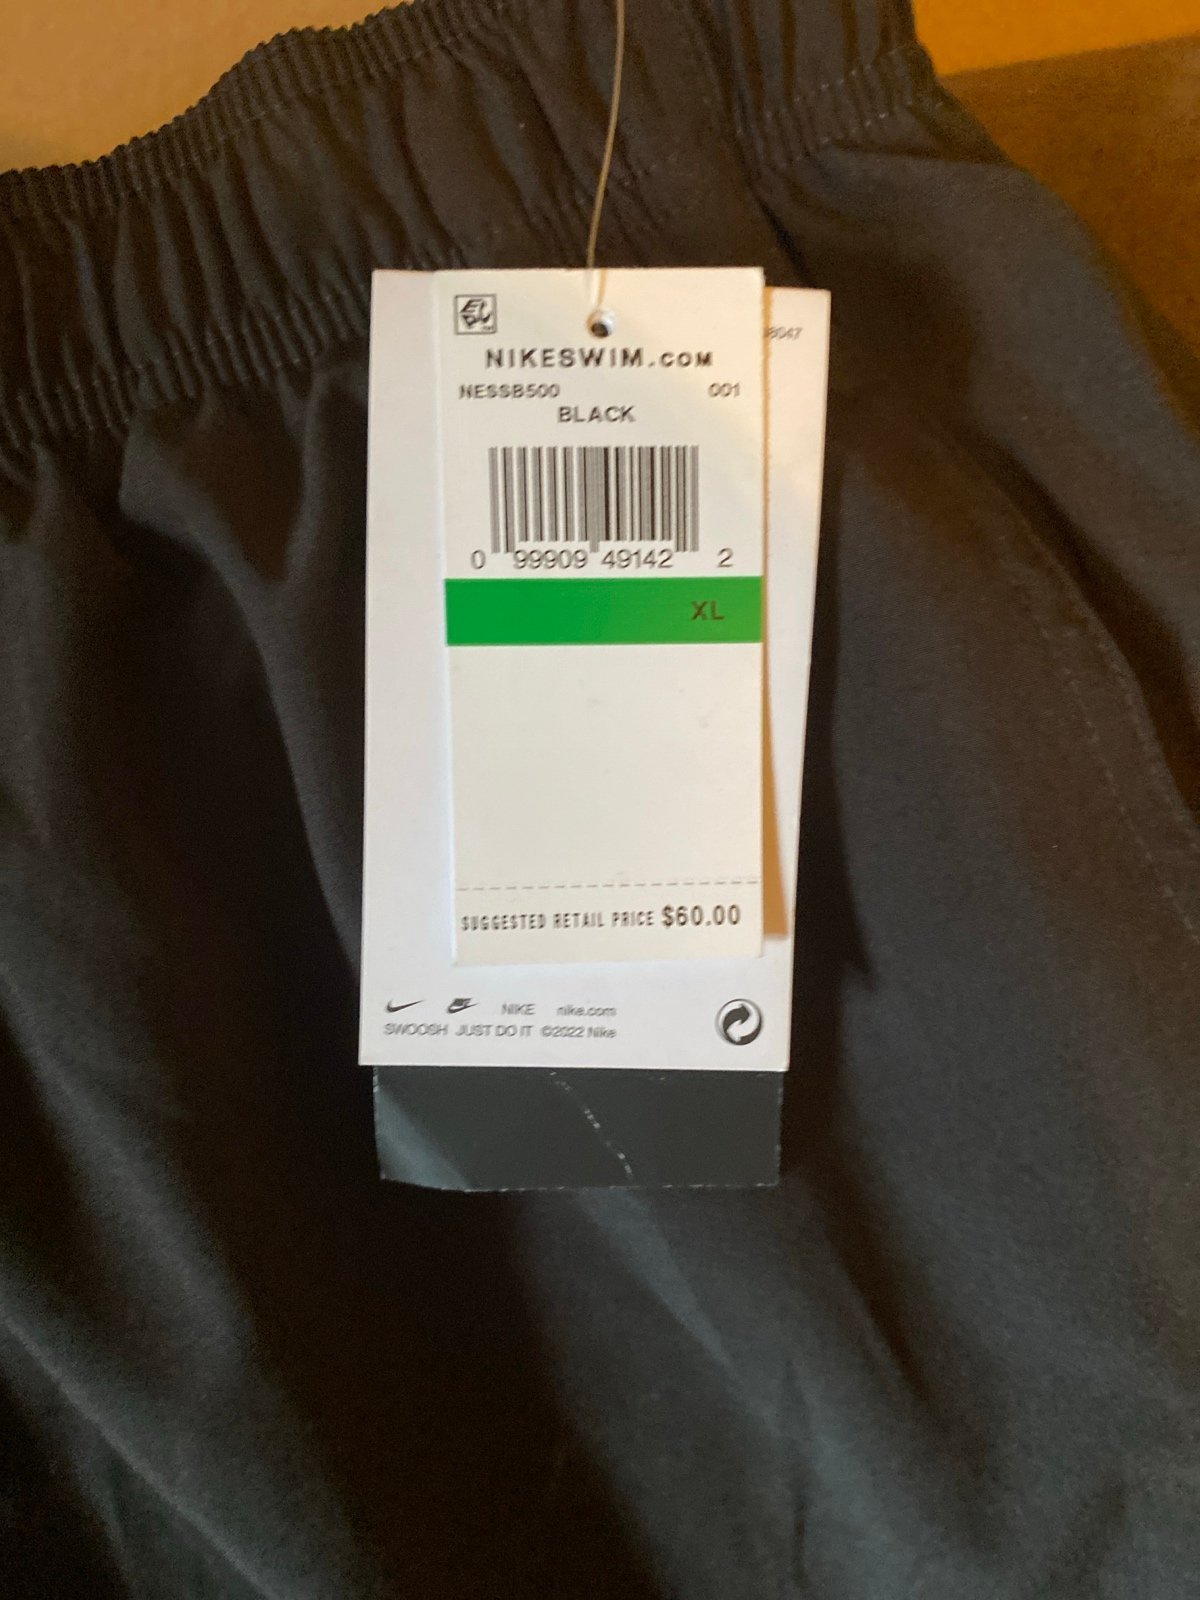 8047
NIKESWIM.COM
NESSB500 001
BLACK
0 99909 49142 2
XL
SUGGESTED RETAIL PRICE $60.00
NIKE nike.com
SWOOSH JUST DO IT ©2022 Nike